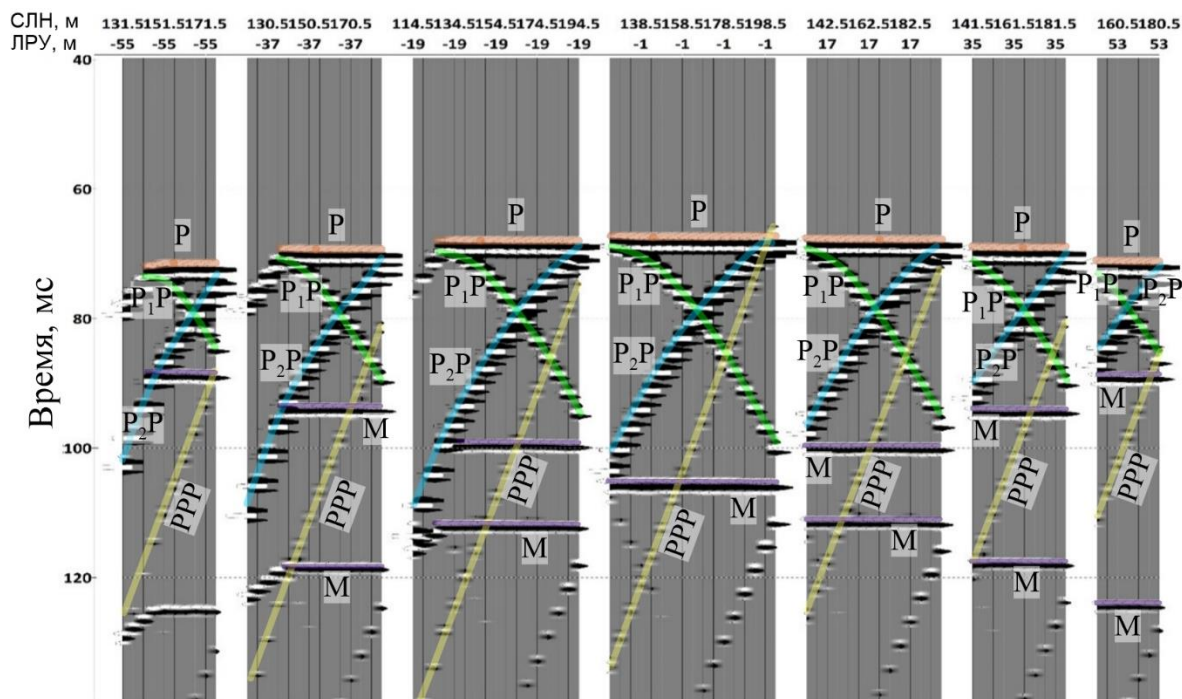 СЛН, м 131.5151.5171.5 130.5150.5170.5 114.5134.5154.5174.5194.5 138.5158.5178.5198.5 142.5162.5182.5 141.5161.5181.5 160.5180.5
ЛРУ, м -55 -55 -55 -37 -37 -37 -19 -19 -19 -19 -19 -1 -1 -1 -1 17 17 17 35 35 35 53 53
40
60
P P P P P P P
80
P₁P P₁P P₁P P₁P P₁P P₁P P₁P P₂P
P₂P P₂P P₂P P₂P P₂P P₂P
M M M M
100
PPP PPP PPP PPP PPP PPP PPP
M M M M M
120
M
Время, мс